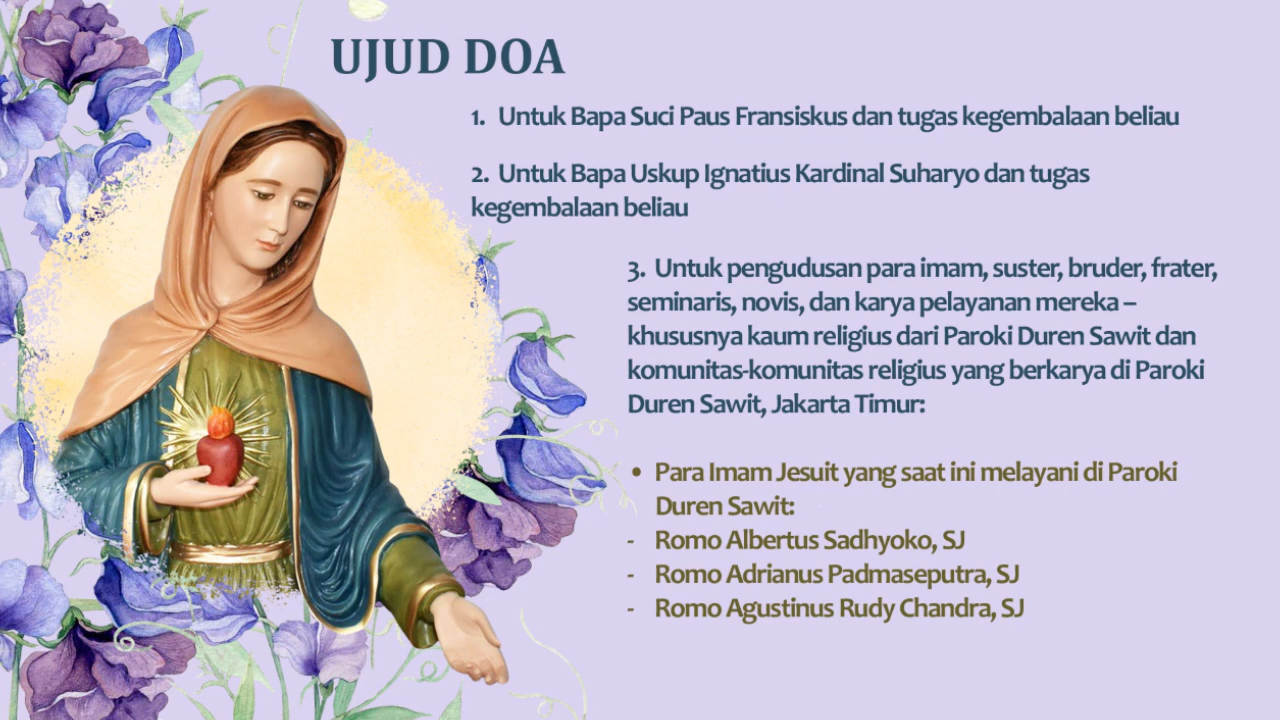 UJUD DOA
1. Untuk Bapa Suci Paus Fransiskus dan tugas kegembalaan beliau
2. Untuk Bapa Uskup Ignatius Kardinal Suharyo dan tugas
kegembalaan beliau
3. Untuk pengudusan para imam, suster, bruder, frater,
seminaris, novis, dan karya pelayanan mereka –
khususnya kaum religius dari Paroki Duren Sawit dan
komunitas-komunitas religius yang berkarya di Paroki
Duren Sawit, Jakarta Timur:
• Para Imam Jesuit yang saat ini melayani di Paroki
Duren Sawit:
- Romo Albertus Sadhyoko, SJ
- Romo Adrianus Padmaseputra, SJ
- Romo Agustinus Rudy Chandra, SJ